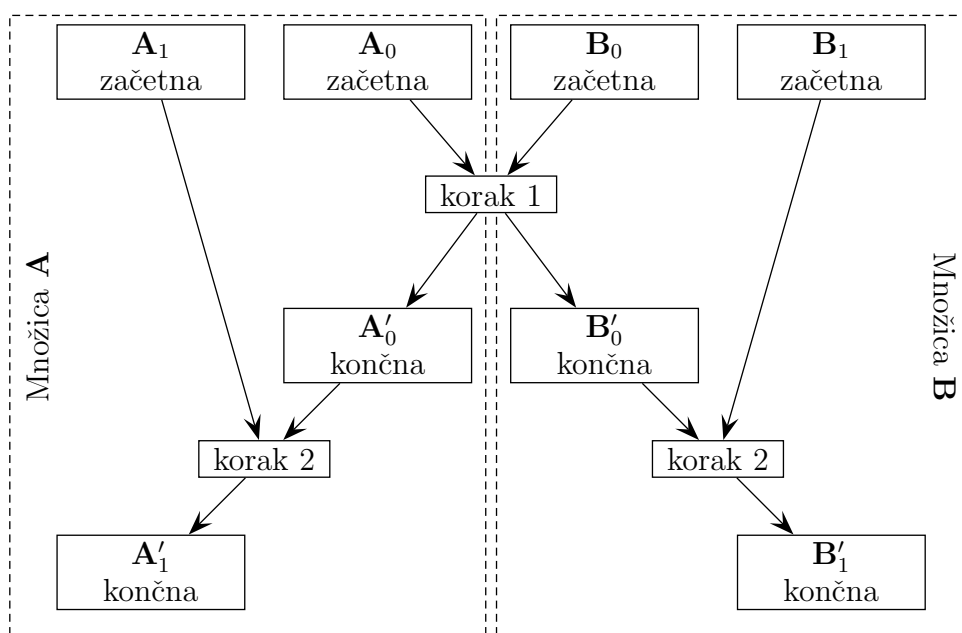 A₁
začetna
A₀
začetna
B₀
začetna
B₁
začetna
korak 1
Množica A
Množica B
A′₀
končna
B′₀
končna
korak 2
korak 2
A′₁
končna
B′₁
končna